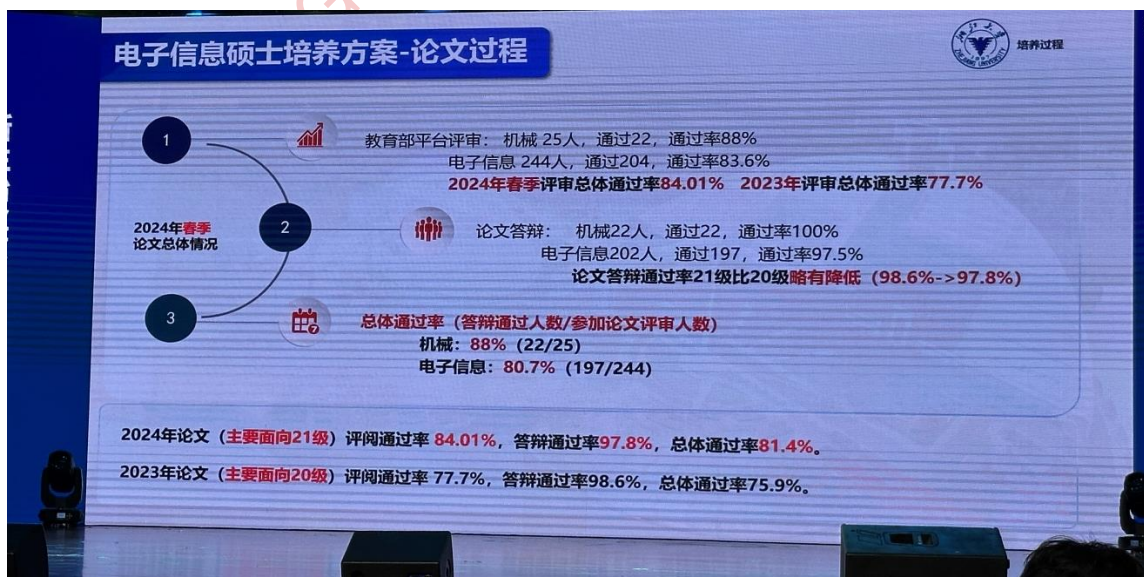 电子信息硕士培养方案-论文过程
浙江大学
ZHEJIANG UNIVERSITY
1897
培养过程
1
教育部平台评审： 机械 25人，通过22，通过率88%
电子信息 244人，通过204，通过率83.6%
2024年春季评审总体通过率84.01% 2023年评审总体通过率77.7%
2024年春季
论文总体情况
2
论文答辩： 机械22人，通过22，通过率100%
电子信息202人，通过197，通过率97.5%
论文答辩通过率21级比20级略有降低（98.6%->97.8%）
3
7
总体通过率（答辩通过人数/参加论文评审人数）
机械：88%（22/25）
电子信息：80.7%（197/244）
2024年论文（主要面向21级）评阅通过率 84.01%，答辩通过率97.8%，总体通过率81.4%。
2023年论文（主要面向20级）评阅通过率 77.7%，答辩通过率98.6%，总体通过率75.9%。